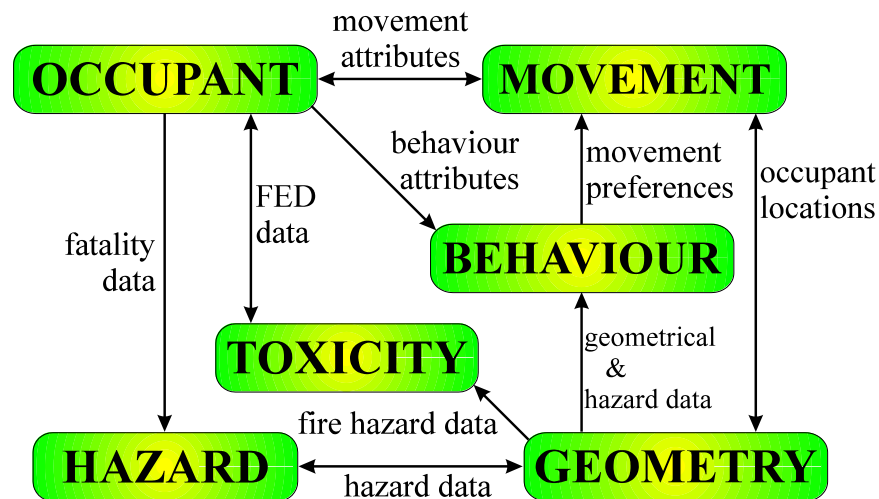 movement
attributes
OCCUPANT
MOVEMENT
behaviour
attributes
movement
preferences
occupant
locations
FED
data
fatality
data
BEHAVIOUR
TOXICITY
geometrical
&
hazard data
fire hazard data
HAZARD
hazard data
GEOMETRY